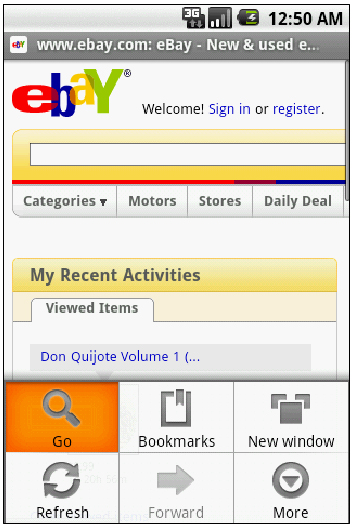 3G 12:50 AM
ebY www.ebay.com: eBay - New & used e...
ebaY®
Welcome! Sign in or register.
Categories Motors Stores Daily Deal
My Recent Activities
Viewed Items
Don Quijote Volume 1 (...
Go Bookmarks New window
Refresh Forward More